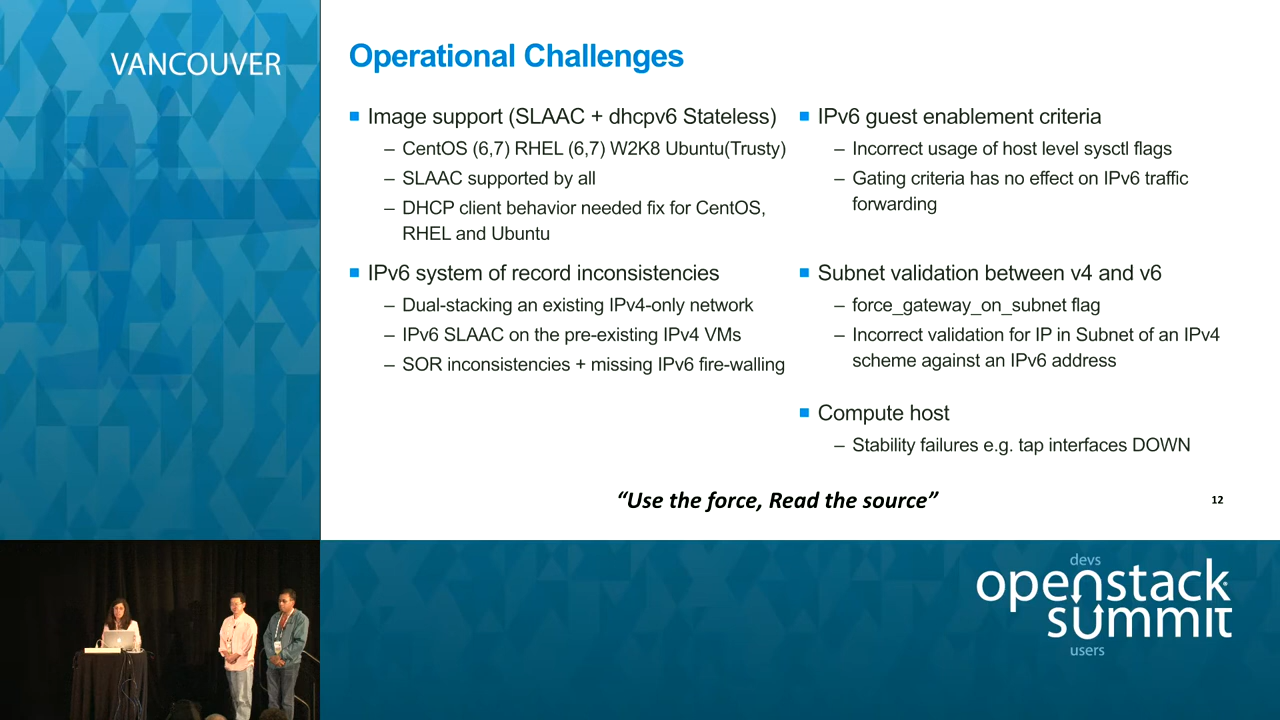 VANCOUVER
Operational Challenges
Image support (SLAAC + dhcpv6 Stateless)
– CentOS (6,7) RHEL (6,7) W2K8 Ubuntu(Trusty)
– SLAAC supported by all
– DHCP client behavior needed fix for CentOS,
RHEL and Ubuntu
IPv6 system of record inconsistencies
– Dual-stacking an existing IPv4-only network
– IPv6 SLAAC on the pre-existing IPv4 VMs
– SOR inconsistencies + missing IPv6 fire-walling
IPv6 guest enablement criteria
– Incorrect usage of host level sysctl flags
– Gating criteria has no effect on IPv6 traffic
forwarding
Subnet validation between v4 and v6
– force_gateway_on_subnet flag
– Incorrect validation for IP in Subnet of an IPv4
scheme against an IPv6 address
Compute host
– Stability failures e.g. tap interfaces DOWN
“Use the force, Read the source”
12
devs
openstack
summit
users